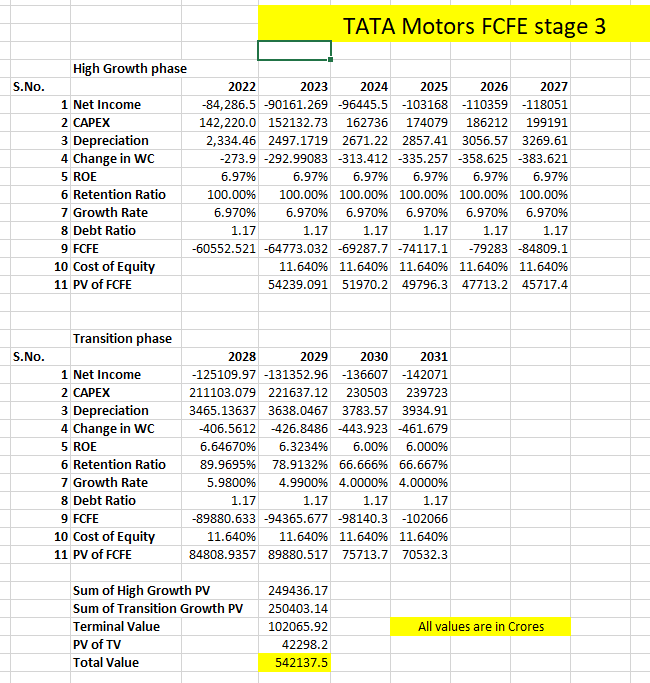 TATA Motors FCFE stage 3
High Growth phase
S.No. 2022 2023 2024 2025 2026 2027
1 Net Income -84,286.5 -90161.269 -96445.5 -103168 -110359 -118051
2 CAPEX 142,220.0 152132.73 162736 174079 186212 199191
3 Depreciation 2,334.46 2497.1719 2671.22 2857.41 3056.57 3269.61
4 Change in WC -273.9 -292.99083 -313.412 -335.257 -358.625 -383.621
5 ROE 6.97% 6.97% 6.97% 6.97% 6.97% 6.97%
6 Retention Ratio 100.00% 100.00% 100.00% 100.00% 100.00% 100.00%
7 Growth Rate 6.970% 6.970% 6.970% 6.970% 6.970% 6.970%
8 Debt Ratio 1.17 1.17 1.17 1.17 1.17 1.17
9 FCFE -60552.521 -64773.032 -69287.7 -74117.1 -79283 -84809.1
10 Cost of Equity 11.640% 11.640% 11.640% 11.640% 11.640%
11 PV of FCFE 54239.091 51970.2 49796.3 47713.2 45717.4
Transition phase
S.No. 2028 2029 2030 2031
1 Net Income -125109.97 -131352.96 -136607 -142071
2 CAPEX 211103.079 221637.12 230503 239723
3 Depreciation 3465.13637 3638.0467 3783.57 3934.91
4 Change in WC -406.5612 -426.8486 -443.923 -461.679
5 ROE 6.64670% 6.3234% 6.00% 6.000%
6 Retention Ratio 89.9695% 78.9132% 66.666% 66.667%
7 Growth Rate 5.9800% 4.9900% 4.0000% 4.0000%
8 Debt Ratio 1.17 1.17 1.17 1.17
9 FCFE -89880.633 -94365.677 -98140.3 -102066
10 Cost of Equity 11.640% 11.640% 11.640% 11.640%
11 PV of FCFE 84808.9357 89880.517 75713.7 70532.3
Sum of High Growth PV 249436.17
Sum of Transition Growth PV 250403.14
Terminal Value 102065.92 All values are in Crores
PV of TV 42298.2
Total Value 542137.5